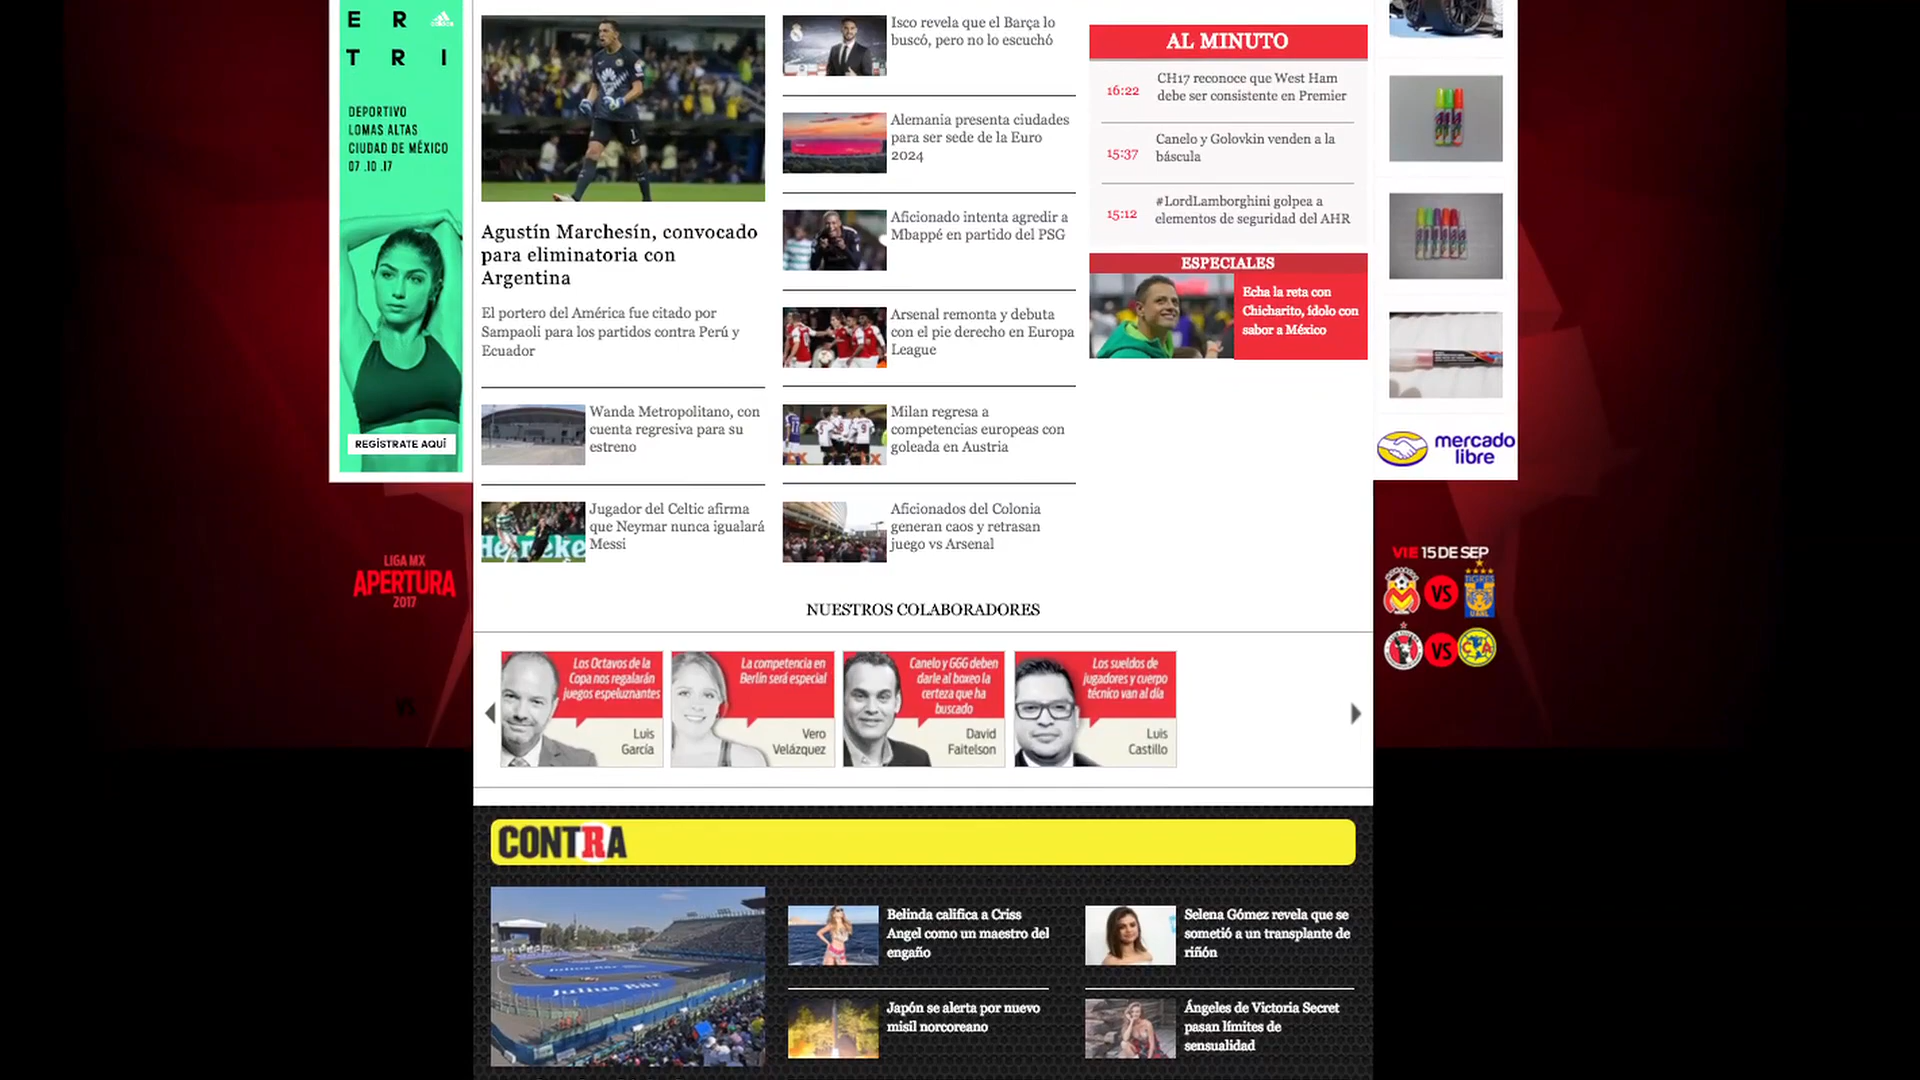 E R
T R I
DEPORTIVO
LOMAS ALTAS
CIUDAD DE MÉXICO
07 .10 .17
REGÍSTRATE AQUÍ
LIGA MX
APERTURA
2017
VS
Agustín Marchesín, convocado
para eliminatoria con
Argentina
El portero del América fue citado por
Sampaoli para los partidos contra Perú y
Ecuador
Wanda Metropolitano, con
cuenta regresiva para su
estreno
Jugador del Celtic afirma
que Neymar nunca igualará
Messi
Isco revela que el Barça lo
buscó, pero no lo escuchó
Alemania presenta ciudades
para ser sede de la Euro
2024
Aficionado intenta agredir a
Mbappé en partido del PSG
Arsenal remonta y debuta
con el pie derecho en Europa
League
Milan regresa a
competencias europeas con
goleada en Austria
Aficionados del Colonia
generan caos y retrasan
juego vs Arsenal
AL MINUTO
16:22 CH17 reconoce que West Ham
debe ser consistente en Premier
15:37 Canelo y Golovkin venden a la
báscula
15:12 #LordLamborghini golpea a
elementos de seguridad del AHR
ESPECIALES
Echa la reta con
Chicharito, ídolo con
sabor a México
mercado
libre
VIE 15 DE SEP
VS
TIGRES
UANL
VS
NUESTROS COLABORADORES
Los Octavos de la
Copa nos regalarán
juegos espeluznantes
Luis
García
La competencia en
Berlín será especial
Vero
Velázquez
Canelo y GGG deben
darle al boxeo la
certeza que ha
buscado
David
Faitelson
Los sueldos de
jugadores y cuerpo
técnico van al día
Luis
Castillo
CONTRA
Julius Bär
Julius Bär
Belinda califica a Criss
Angel como un maestro del
engaño
Japón se alerta por nuevo
misil norcoreano
Selena Gómez revela que se
sometió a un transplante de
riñón
Ángeles de Victoria Secret
pasan límites de
sensualidad